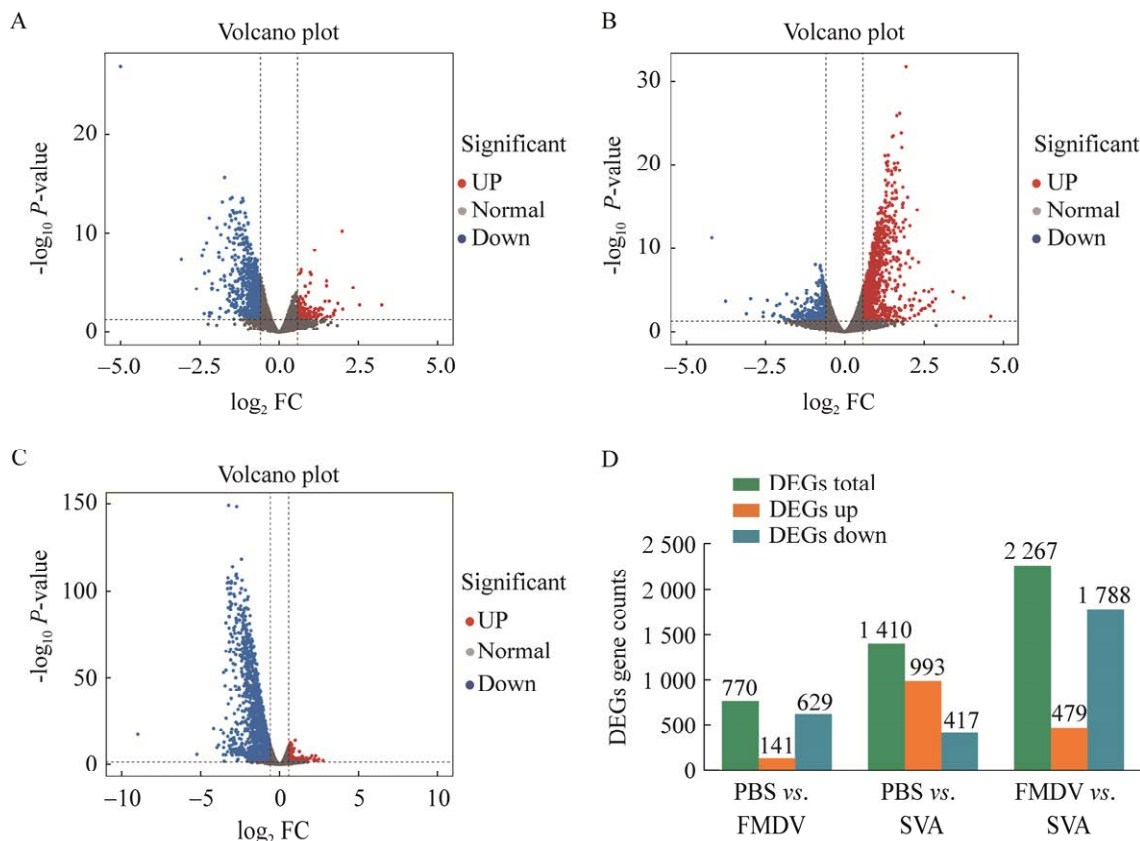 A
Volcano plot
-log10 P-value
20
10
0
-5.0 -2.5 0.0 2.5 5.0
log2 FC
Significant
UP
Normal
Down
B
Volcano plot
-log10 P-value
30
20
10
0
-5.0 -2.5 0.0 2.5 5.0
log2 FC
Significant
UP
Normal
Down
C
Volcano plot
-log10 P-value
150
100
50
0
-10 -5 0 5 10
log2 FC
Significant
UP
Normal
Down
D
DEGs total
DEGs up
DEGs down
DEGs gene counts
2 500
2 000
1 500
1 000
500
0
770
141
629
1 410
993
417
2 267
479
1 788
PBS vs.
FMDV
PBS vs.
SVA
FMDV vs.
SVA